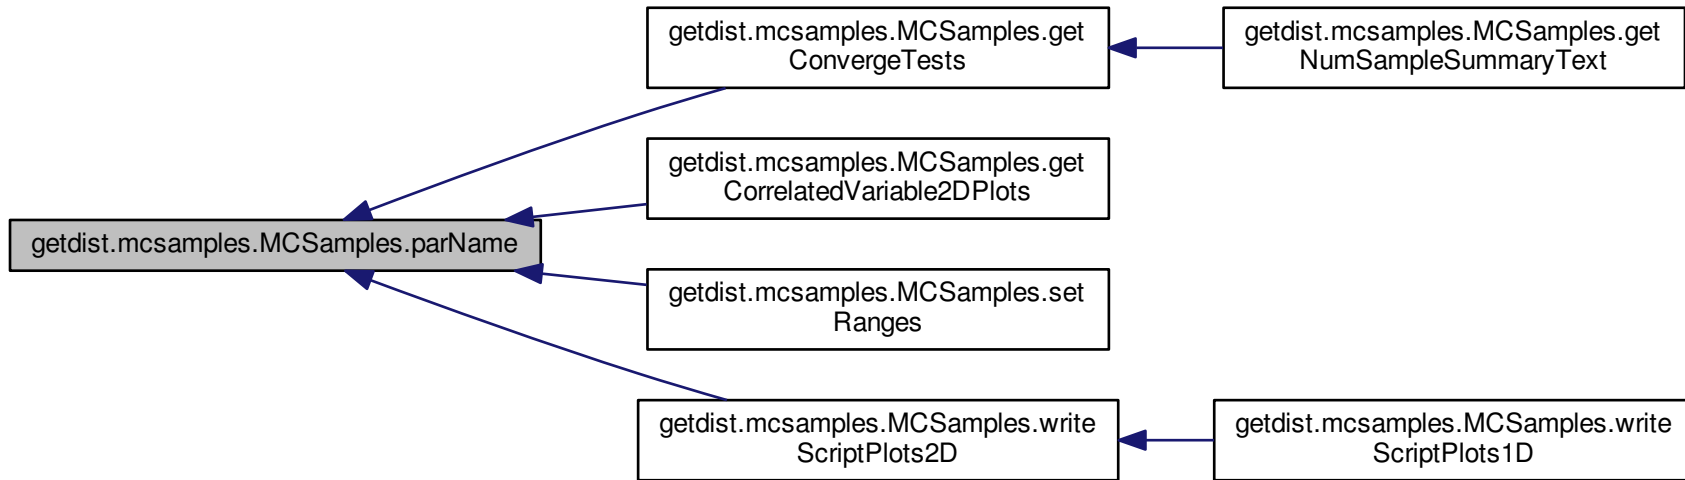 getdist.mcsamples.MCSamples.get
ConvergeTests
getdist.mcsamples.MCSamples.get
NumSampleSummaryText
getdist.mcsamples.MCSamples.get
CorrelatedVariable2DPlots
getdist.mcsamples.MCSamples.parName
getdist.mcsamples.MCSamples.set
Ranges
getdist.mcsamples.MCSamples.write
ScriptPlots2D
getdist.mcsamples.MCSamples.write
ScriptPlots1D